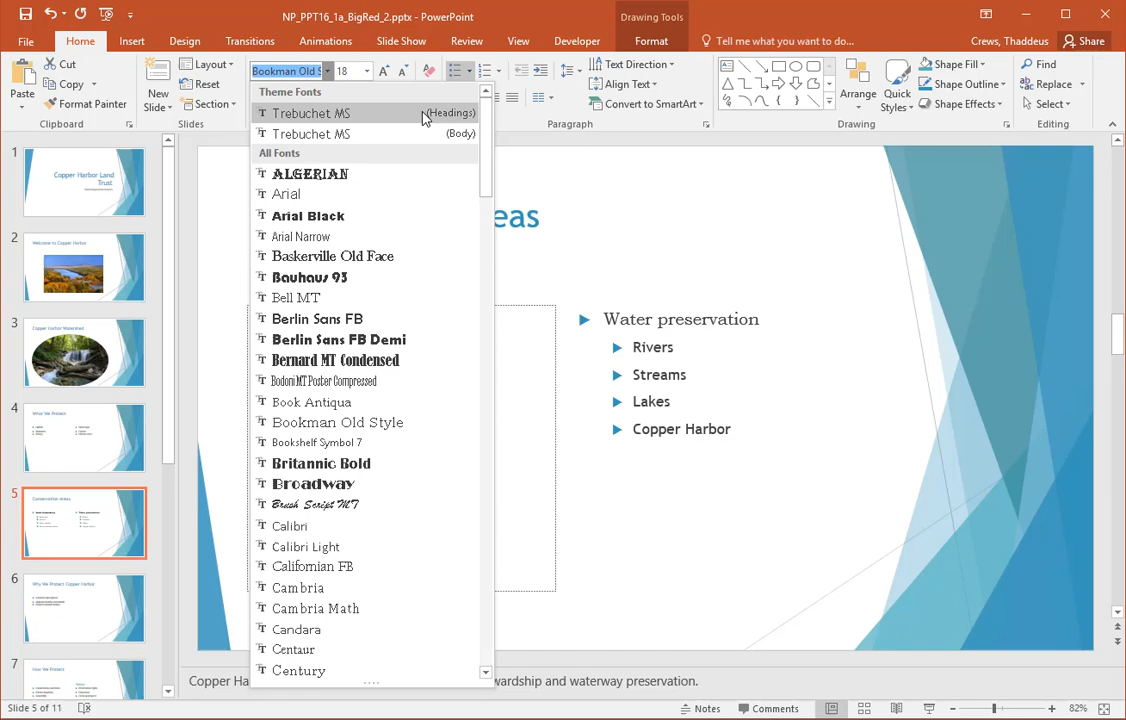 NP_PPT16_1a_BigRed_2.pptx - PowerPoint
Drawing Tools
File Home Insert Design Transitions Animations Slide Show Review View Developer Format Tell me what you want to do... Crews, Thaddeus Share
Paste
Cut
Copy
Format Painter
Clipboard
New
Slide
Layout
Reset
Section
Slides
Bookman Old S
18
Text Direction
Align Text
Convert to SmartArt
Paragraph
Arrange
Quick
Styles
Shape Fill
Shape Outline
Shape Effects
Drawing
Find
Replace
Select
Editing
Theme Fonts
Trebuchet MS (Headings)
Trebuchet MS (Body)
All Fonts
ALGERIAN
Arial
Arial Black
Arial Narrow
Baskerville Old Face
Bauhaus 93
Bell MT
Berlin Sans FB
Berlin Sans FB Demi
Bernard MT Condensed
Bodoni MT Poster Compressed
Book Antiqua
Bookman Old Style
Bookshelf Symbol 7
Britannic Bold
Broadway
Brush Script MT
Calibri
Calibri Light
Californian FB
Cambria
Cambria Math
Candara
Centaur
Century
1
Copper Harbor Land
Trust
2
Welcome to Copper Harbor
3
Copper Harbor Watershed
4
What We Protect
5
Conservation Areas
6
Why We Protect Copper Harbor
7
How We Protect
eas
Water preservation
Rivers
Streams
Lakes
Copper Harbor
Copper Ha
wardship and waterway preservation.
Slide 5 of 11
Notes
Comments
82%